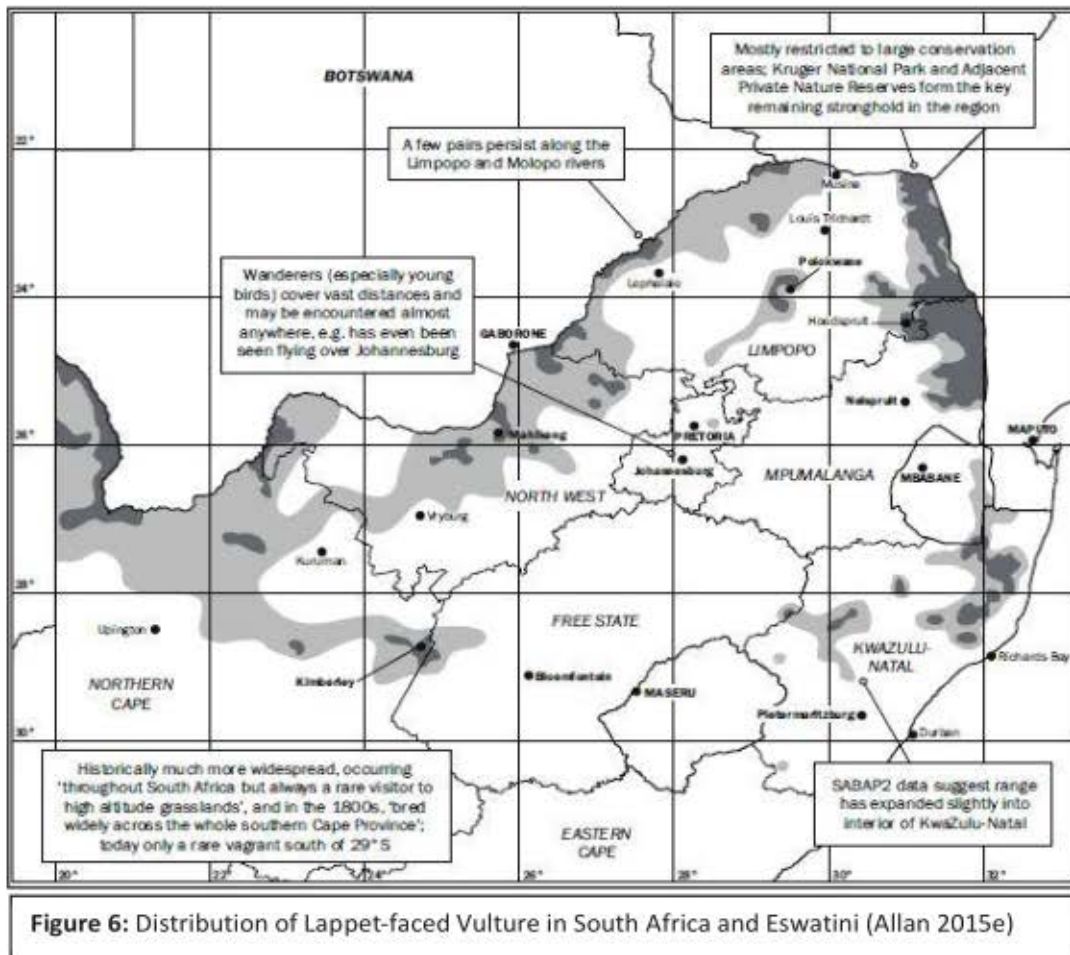 Mostly restricted to large conservation
areas; Kruger National Park and Adjacent
Private Nature Reserves form the key
remaining stronghold in the region
BOTSWANA
22°
A few pairs persist along the
Limpopo and Molopo rivers
Musina
Louis Trichardt
Wanderers (especially young
birds) cover vast distances and
may be encountered almost
anywhere, e.g. has even been
seen flying over Johannesburg
Lephalale
Polokwane
24°
Hoedspruit
GABORONE
LIMPOPO
Nelspruit
26°
Mahikeng
PRETORIA
MAPUTO
Johannesburg
MPUMALANGA
MBABANE
NORTH WEST
Vryburg
Kuruman
28°
Upington
FREE STATE
KWAZULU-
NATAL
Richards Bay
NORTHERN
CAPE
Kimberley
Bloemfontein
MASERU
Pietermaritzburg
Durban
30°
Historically much more widespread, occurring
'throughout South Africa but always a rare visitor to
high altitude grasslands', and in the 1800s, 'bred
widely across the whole southern Cape Province';
today only a rare vagrant south of 29°S
SABAP2 data suggest range
has expanded slightly into
interior of KwaZulu-Natal
EASTERN
CAPE
20° 22° 24° 26° 28° 30° 32°
Figure 6: Distribution of Lappet-faced Vulture in South Africa and Eswatini (Allan 2015e)